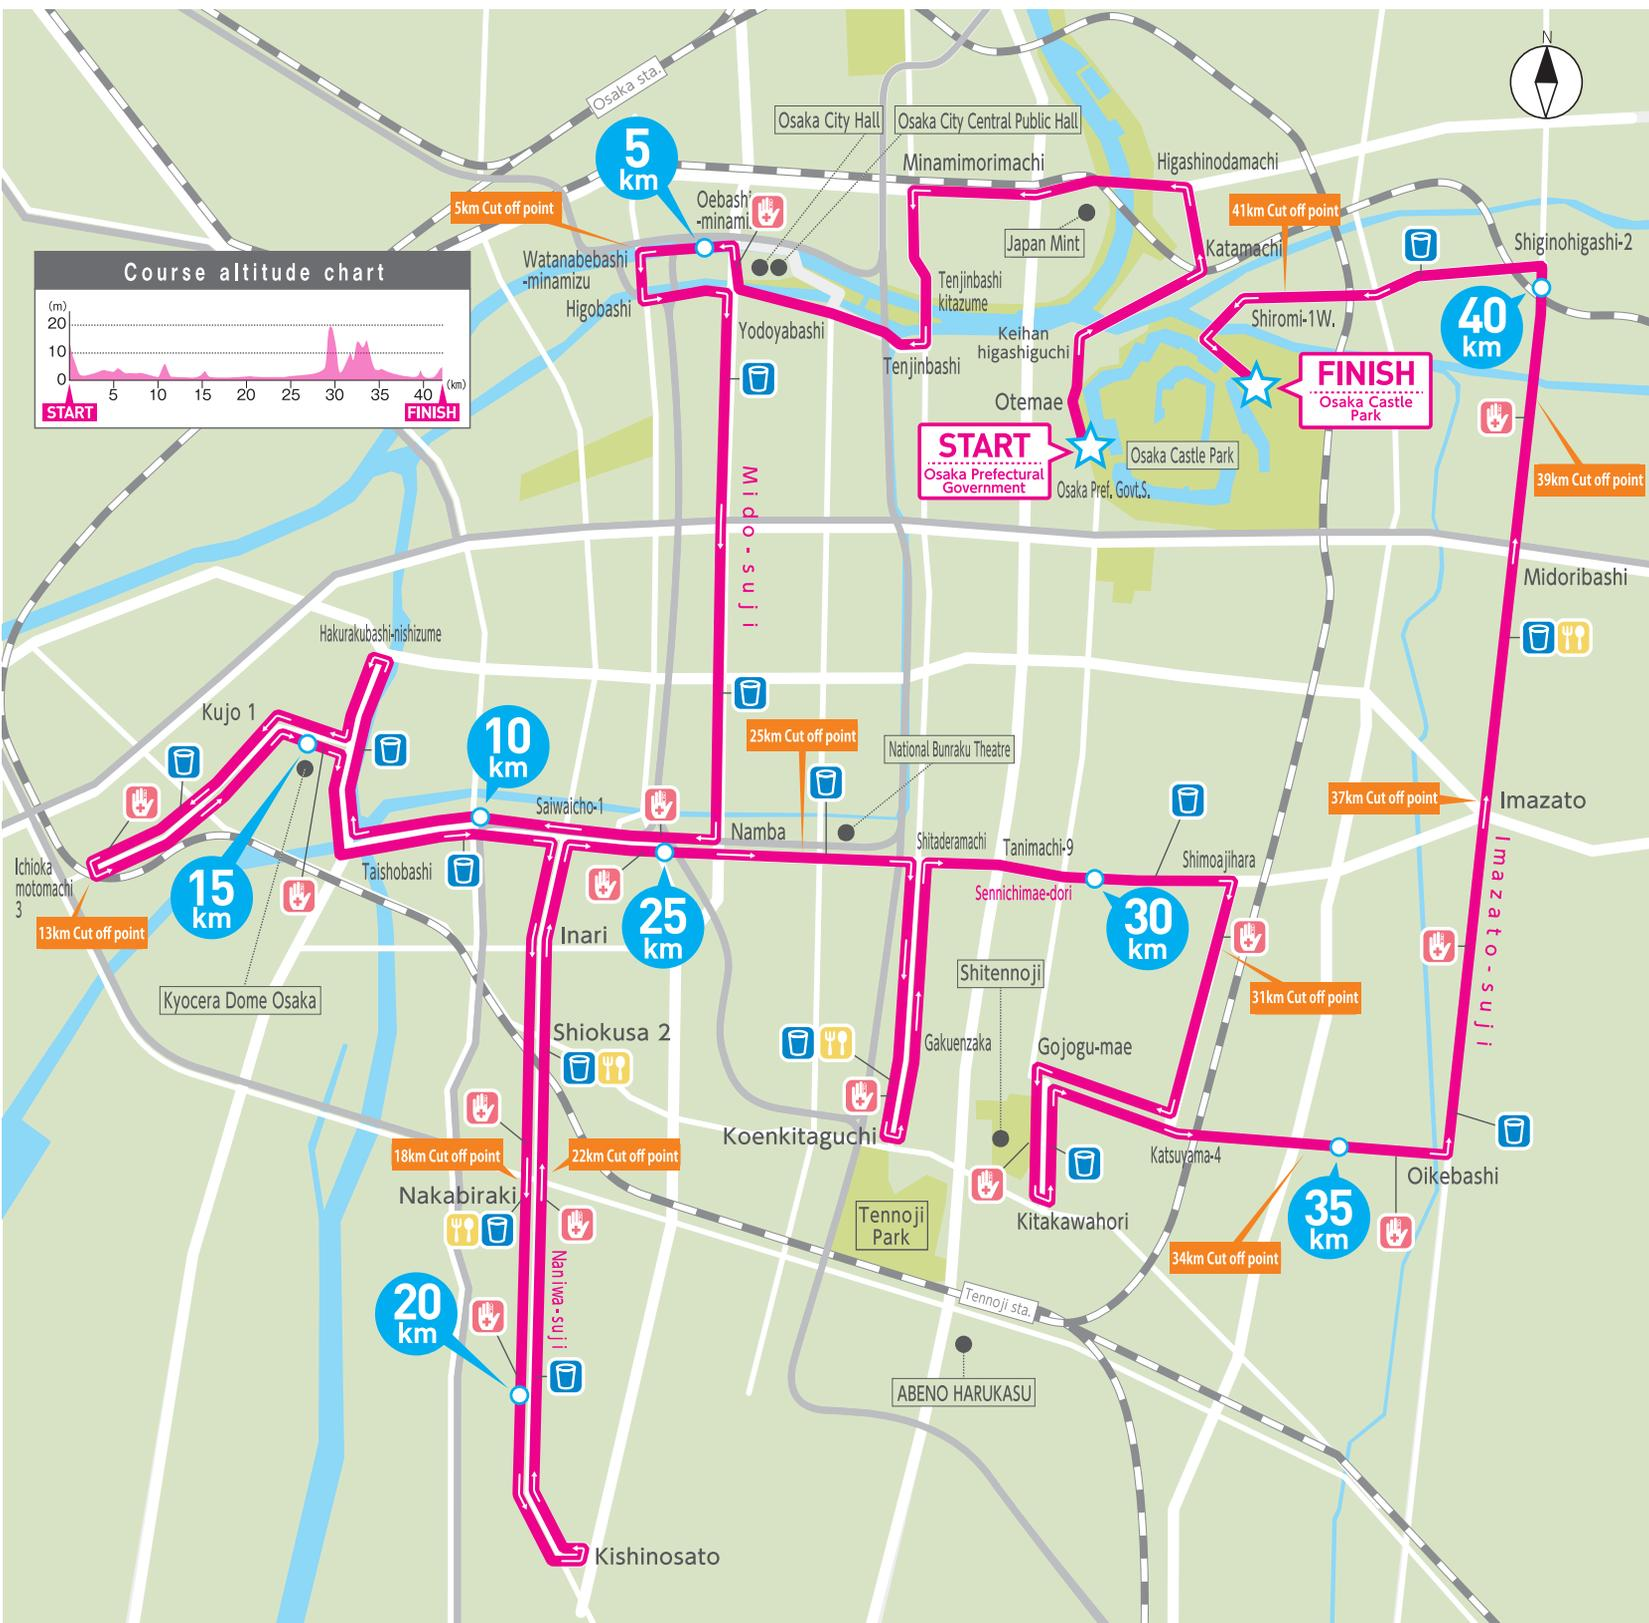 N
Osaka sta.
Osaka City Hall
Osaka City Central Public Hall
5
km
Minamimorimachi
Higashinodamachi
5km Cut off point
Oebashi
-minami
41km Cut off point
Japan Mint
Katamachi
Shiginohigashi-2
Watanabebashi
-minamizu
Higobashi
Tenjinbashi
kitazume
Course altitude chart
(m)
20
10
0
5
10
15
20
25
30
35
40
(km)
START
FINISH
Yodoyabashi
Keihan
higashiguchi
Shiromi-1W.
40
km
Tenjinbashi
FINISH
Osaka Castle
Park
Otemae
START
Osaka Prefectural
Government
Osaka Castle Park
Osaka Pref. Govt.S.
39km Cut off point
Mido-suji
Midoribashi
Hakurakubashi-nishizume
Kujo 1
10
km
25km Cut off point
National Bunraku Theatre
37km Cut off point
Imazato
Saiwaicho-1
Namba
Shitaderamachi
Tanimachi-9
Shimoajihara
Ichioka
motomachi
3
Taishobashi
Sennichimae-dori
15
km
25
km
30
km
13km Cut off point
Inari
Shitennoji
Imazato-suji
Kyocera Dome Osaka
31km Cut off point
Shiokusa 2
Gakuenzaka
Gojogu-mae
Koenkitaguchi
18km Cut off point
22km Cut off point
Katsuyama-4
Oikebashi
Nakabiraki
Tennoji
Park
Kitakawahori
35
km
34km Cut off point
Naniwa-suji
20
km
Tennoji sta.
ABENO HARUKASU
Kishinosato